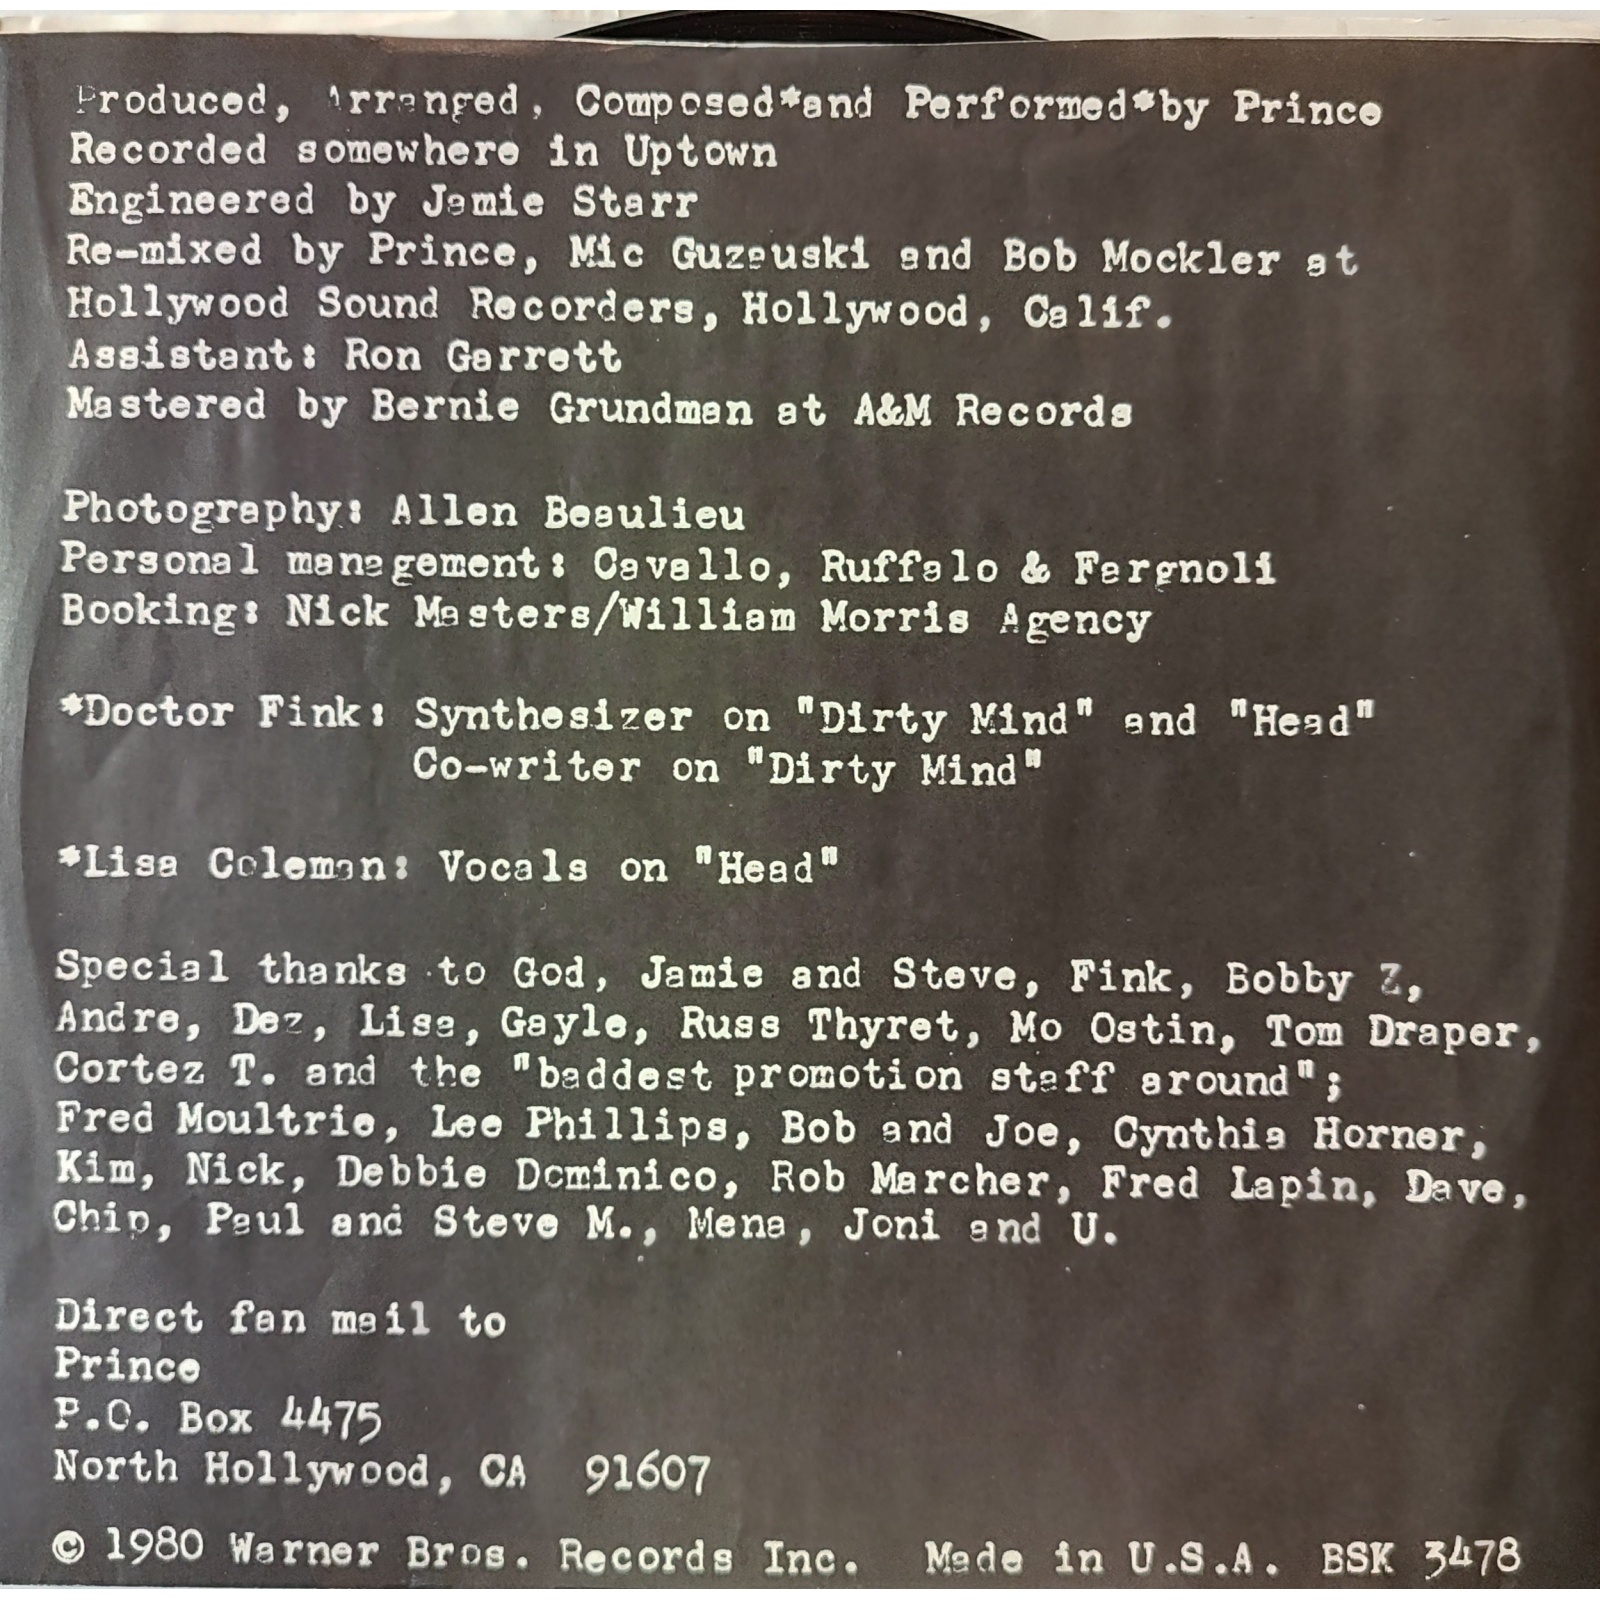 Produced, Arranged, Composed*and Performed*by Prince
Recorded somewhere in Uptown
Engineered by Jamie Starr
Re-mixed by Prince, Mic Guzauski and Bob Mockler at
Hollywood Sound Recorders, Hollywood, Calif.
Assistant: Ron Garrett
Mastered by Bernie Grundman at A&M Records
Photography: Allen Beaulieu
Personal management: Cavallo, Ruffalo & Fargnoli
Booking: Nick Masters/William Morris Agency
*Doctor Fink: Synthesizer on "Dirty Mind" and "Head"
Co-writer on "Dirty Mind"
*Lisa Coleman: Vocals on "Head"
Special thanks to God, Jamie and Steve, Fink, Bobby Z,
Andre, Dez, Lisa, Gayle, Russ Thyret, Mo Ostin, Tom Draper,
Cortez T. and the "baddest promotion staff around";
Fred Moultrie, Lee Phillips, Bob and Joe, Cynthia Horner,
Kim, Nick, Debbie Dominico, Rob Marcher, Fred Lapin, Dave,
Chip, Paul and Steve M., Mena, Joni and U.
Direct fan mail to
Prince
P.O. Box 4475
North Hollywood, CA 91607
© 1980 Warner Bros. Records Inc. Made in U.S.A. BSK 3478